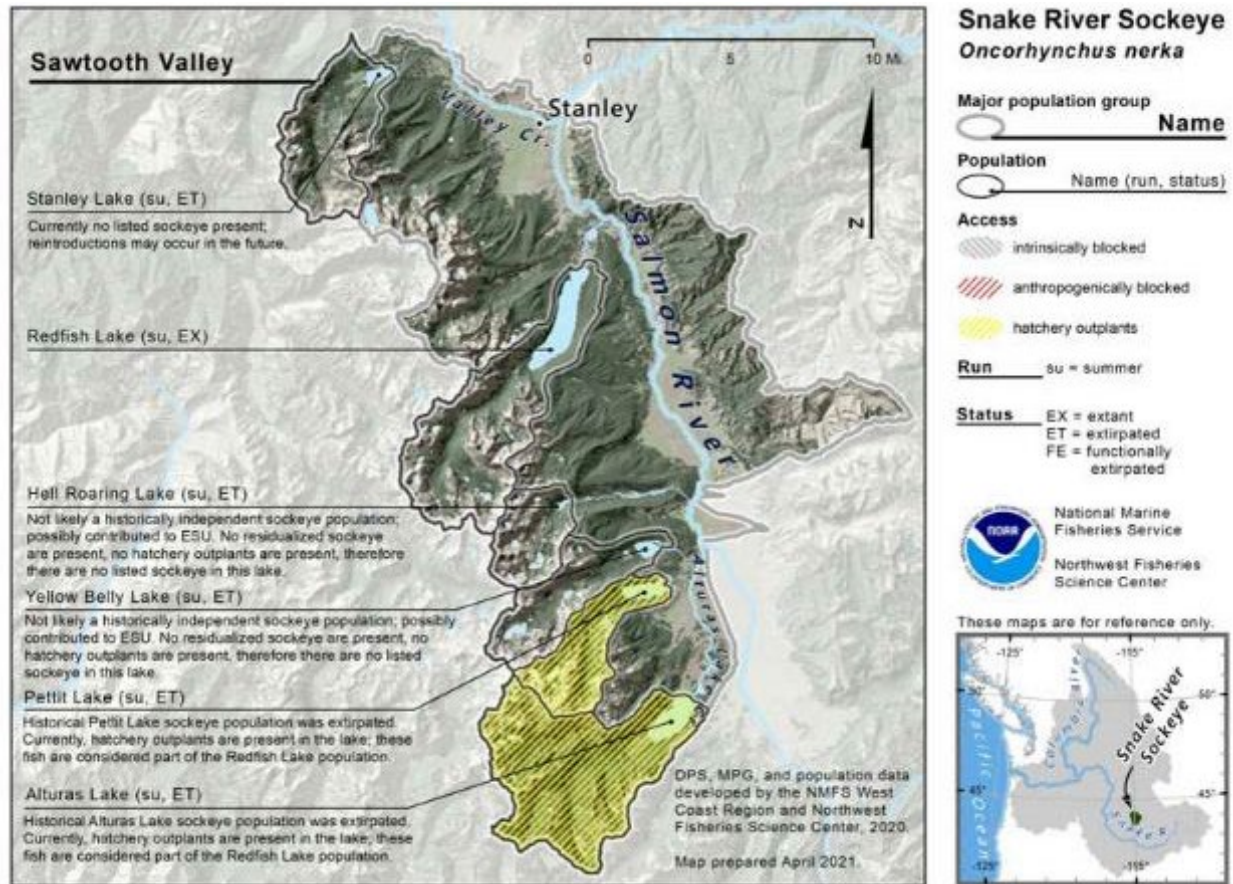 Sawtooth Valley
0 5 10 Mi.
Stanley
Valley Cr.
N
Stanley Lake (su, ET)
Currently no listed sockeye present;
reintroductions may occur in the future.
Salmon River
Redfish Lake (su, EX)
Hell Roaring Lake (su, ET)
Not likely a historically independent sockeye population;
possibly contributed to ESU. No residualized sockeye
are present, no hatchery outplants are present, therefore
there are no listed sockeye in this lake.
Yellow Belly Lake (su, ET)
Not likely a historically independent sockeye population; possibly
contributed to ESU. No residualized sockeye are present, no
hatchery outplants are present, therefore there are no listed
sockeye in this lake.
Alturas
Pettit Lake (su, ET)
Historical Pettit Lake sockeye population was extirpated.
Currently, hatchery outplants are present in the lake; these
fish are considered part of the Redfish Lake population.
Alturas Lake (su, ET)
Historical Alturas Lake sockeye population was extirpated.
Currently, hatchery outplants are present in the lake; these
fish are considered part of the Redfish Lake population.
DPS, MPG, and population data
developed by the NMFS West
Coast Region and Northwest
Fisheries Science Center, 2020.
Map prepared April 2021.
Snake River Sockeye
Oncorhynchus nerka
Major population group
Name
Population
Name (run, status)
Access
intrinsically blocked
anthropogenically blocked
hatchery outplants
Run su = summer
Status EX = extant
ET = extirpated
FE = functionally
extirpated
NOAA
National Marine
Fisheries Service
Northwest Fisheries
Science Center
These maps are for reference only.
-125° -115°
50° 50°
Columbia River
Snake River
Sockeye
Pacific Ocean
45° 45°
Snake R.
-125° -115°